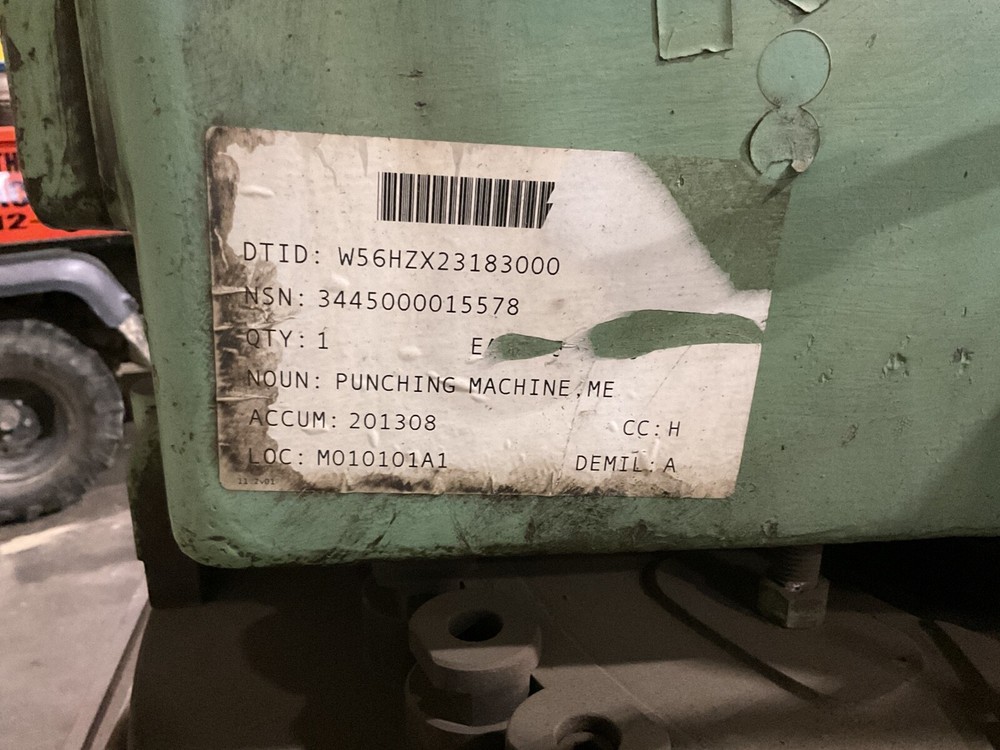 DTID: W56HZX23183000
NSN: 3445000015578
QTY: 1
NOUN: PUNCHING MACHINE,ME
ACCUM: 201308 CC: H
LOC: M010101A1 DEMIL: A